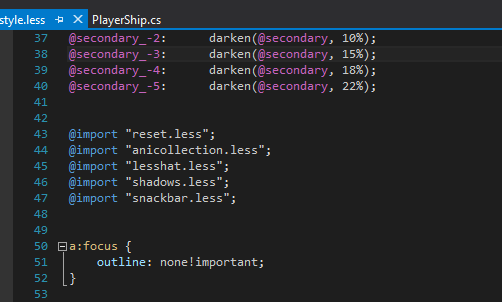 style.less PlayerShip.cs
37 @secondary_-2: darken(@secondary, 10%);
38 @secondary_-3: darken(@secondary, 15%);
39 @secondary_-4: darken(@secondary, 18%);
40 @secondary_-5: darken(@secondary, 22%);
41
42
43 @import "reset.less";
44 @import "anicollection.less";
45 @import "lesshat.less";
46 @import "shadows.less";
47 @import "snackbar.less";
48
49
50 a:focus {
51 outline: none!important;
52 }
53